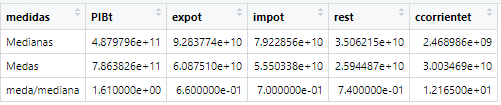 medidas PIBt expot impot rest ccorrientet
Medianas 4.879796e+11 9.283774e+10 7.922856e+10 3.506215e+10 2.468986e+09
Medas 7.863826e+11 6.087510e+10 5.550338e+10 2.594487e+10 3.003469e+10
meda/mediana 1.610000e+00 6.600000e-01 7.000000e-01 7.400000e-01 1.216500e+01